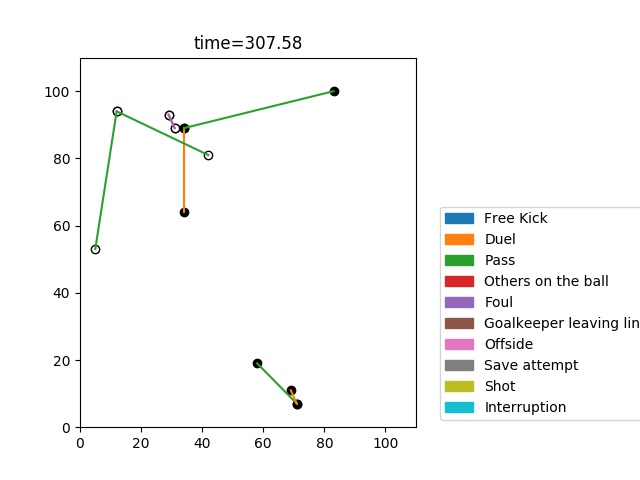 time=307.58
100
80
60
40
20
0
0 20 40 60 80 100
Free Kick
Duel
Pass
Others on the ball
Foul
Goalkeeper leaving lin
Offside
Save attempt
Shot
Interruption